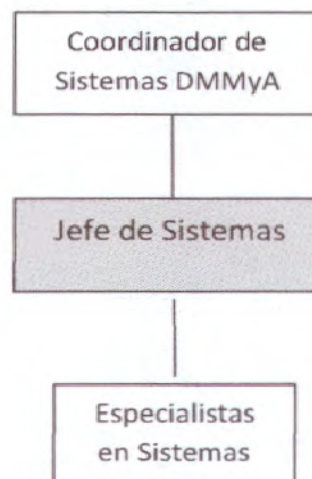 Coordinador de
Sistemas DMMyA
Jefe de Sistemas
Especialistas
en Sistemas